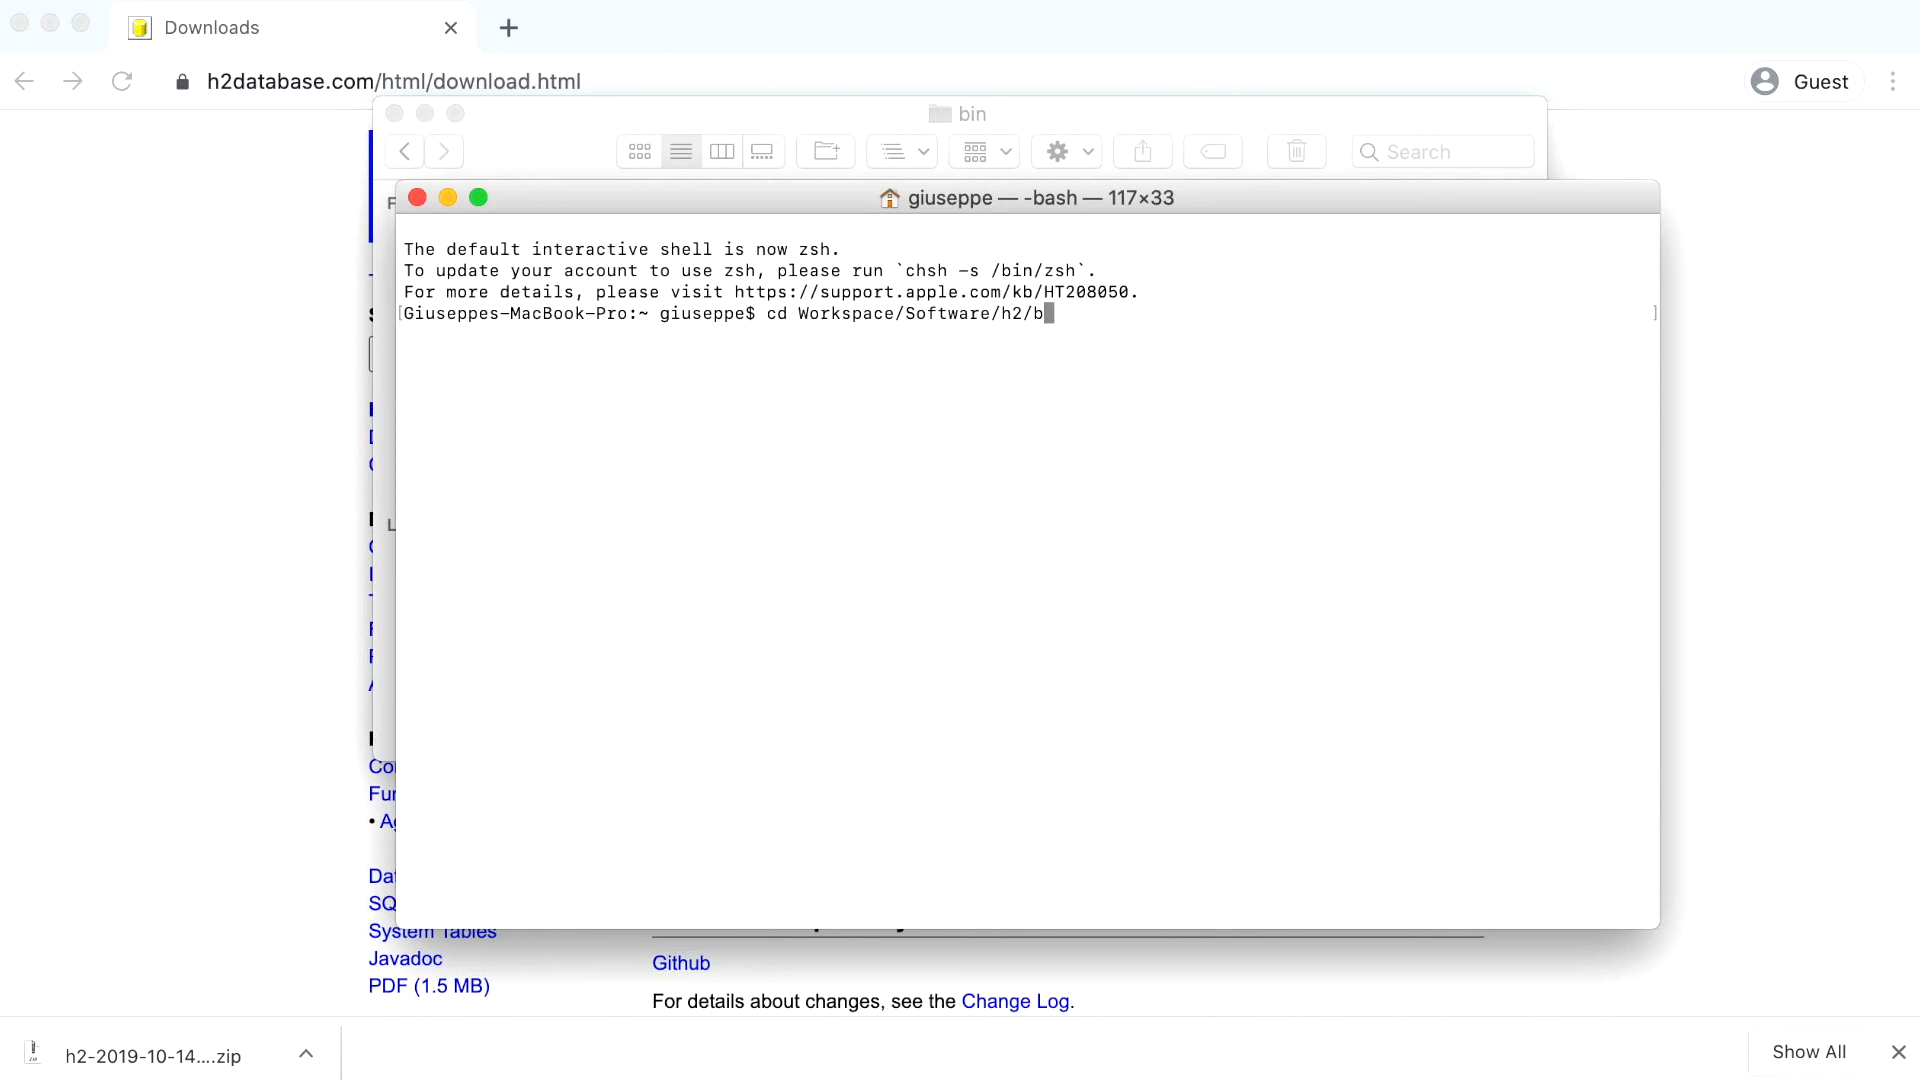 Downloads
h2database.com/html/download.html
Guest
bin
Search
giuseppe — -bash — 117×33
The default interactive shell is now zsh.
To update your account to use zsh, please run `chsh -s /bin/zsh`.
For more details, please visit https://support.apple.com/kb/HT208050.
[Giuseppes-MacBook-Pro:~ giuseppe$ cd Workspace/Software/h2/b ]
System Tables
Javadoc
PDF (1.5 MB)
Github
For details about changes, see the Change Log.
h2-2019-10-14....zip
Show All